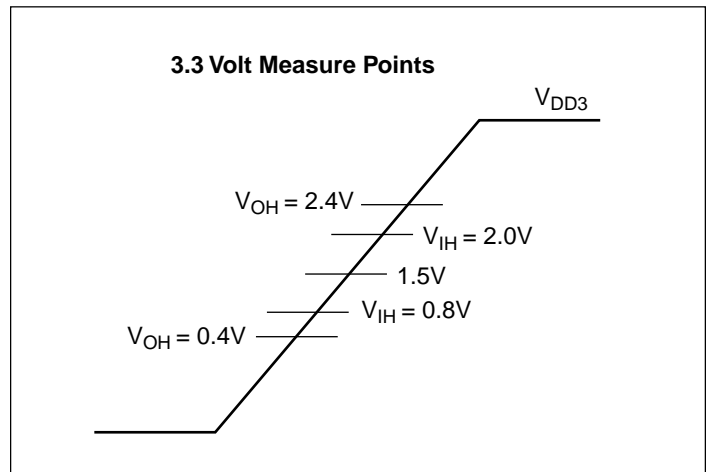 3.3 Volt Measure Points
VDD3
VOH = 2.4V
VIH = 2.0V
1.5V
VIH = 0.8V
VOH = 0.4V